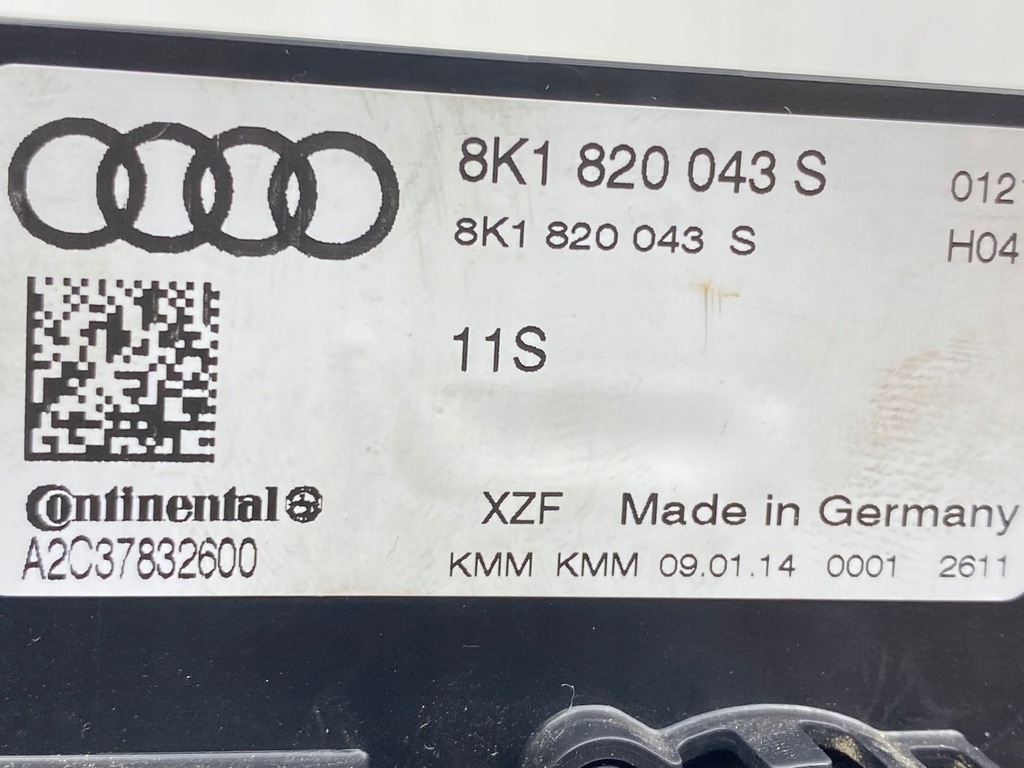 8K1 820 043 S 012
8K1 820 043 S H04
11S
Continental
XZF Made in Germany
A2C37832600
KMM KMM 09.01.14 0001 2611